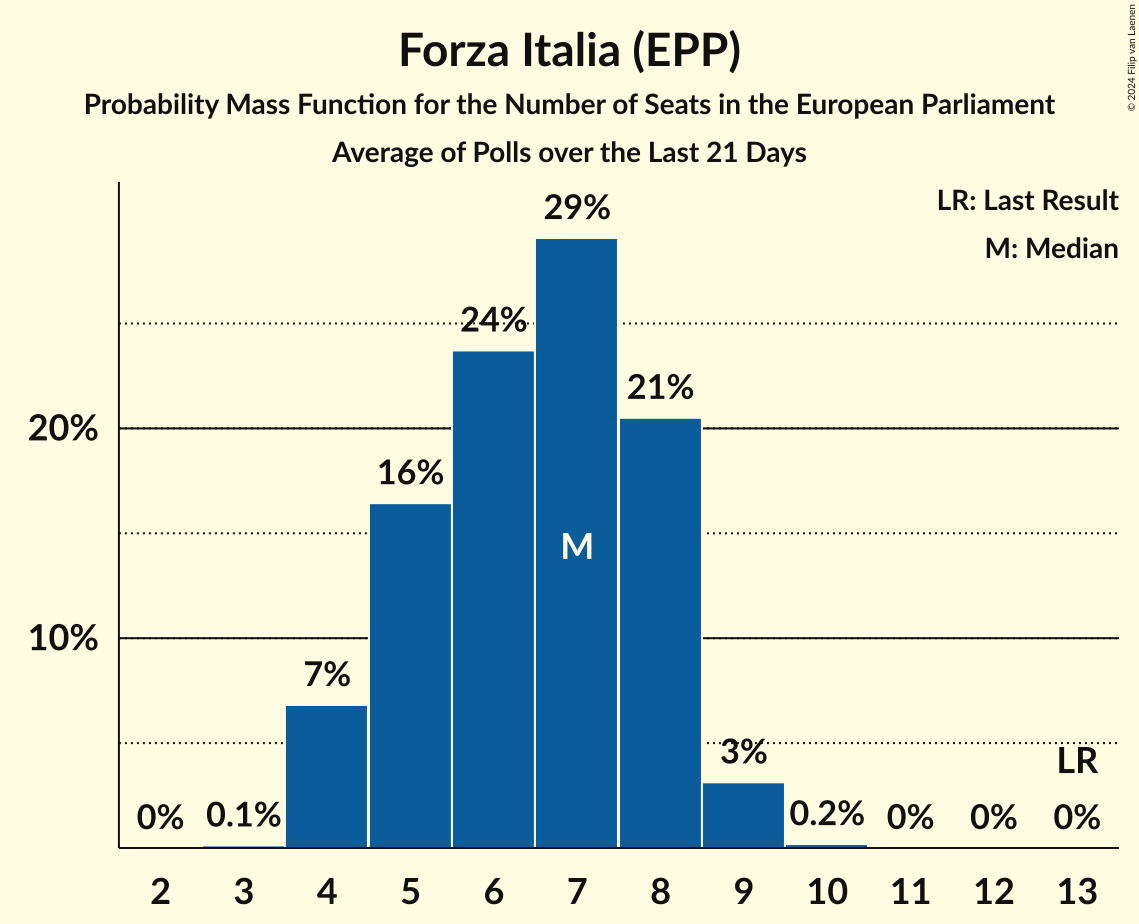 Forza Italia (EPP)
Probability Mass Function for the Number of Seats in the European Parliament
Average of Polls over the Last 21 Days
© 2024 Filip van Laenen
LR: Last Result
M: Median
20%
10%
0%
0.1%
7%
16%
24%
29%
M
21%
3%
0.2%
0%
0%
LR
0%
2 3 4 5 6 7 8 9 10 11 12 13